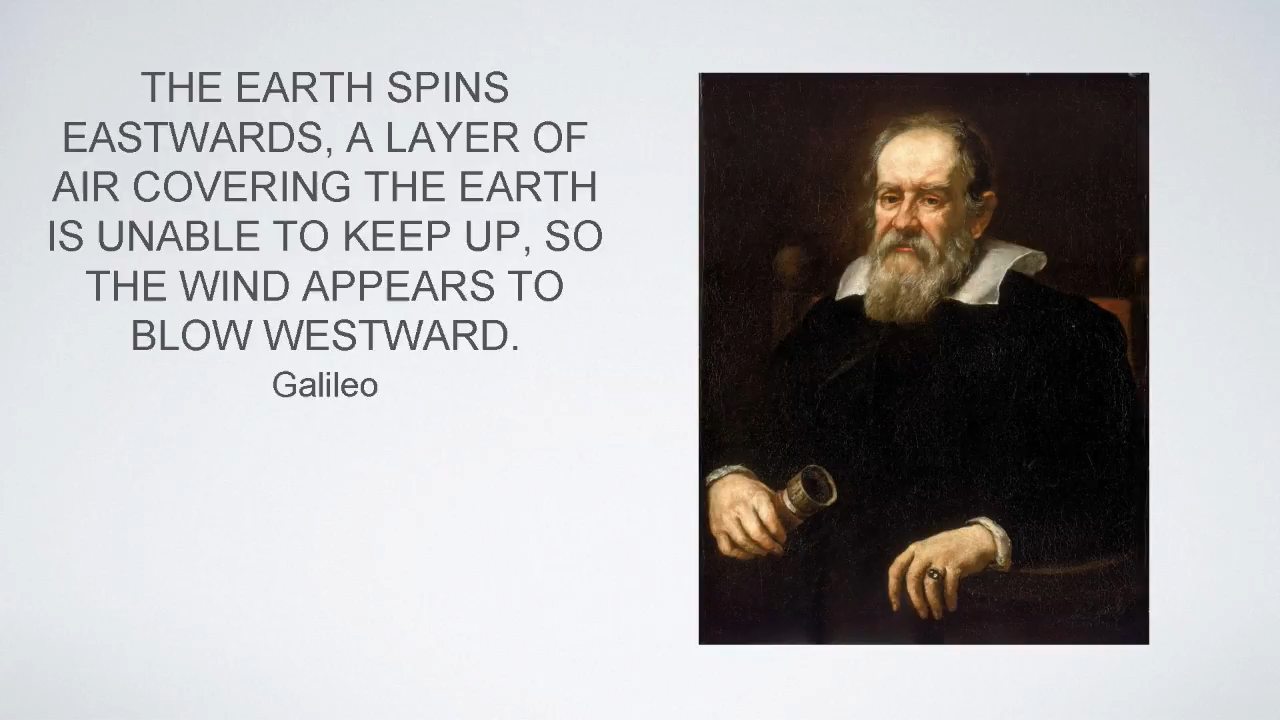 THE EARTH SPINS
EASTWARDS, A LAYER OF
AIR COVERING THE EARTH
IS UNABLE TO KEEP UP, SO
THE WIND APPEARS TO
BLOW WESTWARD.
Galileo